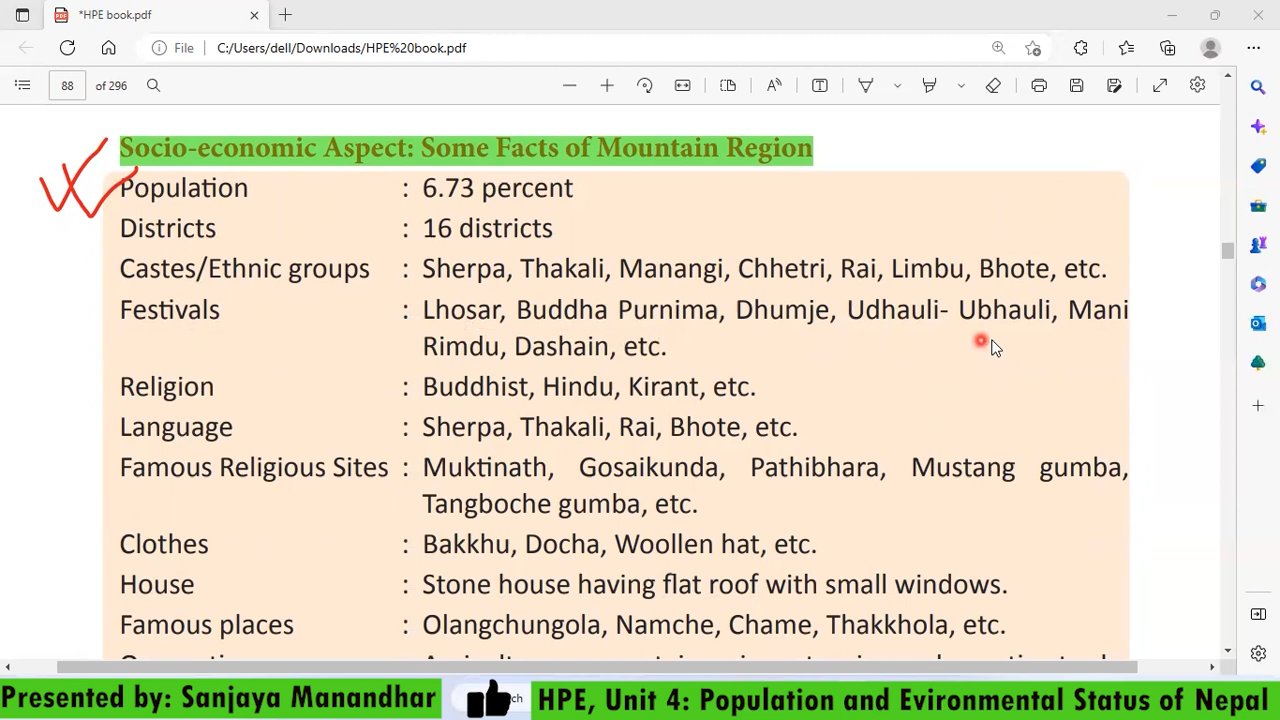 *HPE book.pdf
File C:/Users/dell/Downloads/HPE%20book.pdf
88 of 296
Socio-economic Aspect: Some Facts of Mountain Region
Population : 6.73 percent
Districts : 16 districts
Castes/Ethnic groups : Sherpa, Thakali, Manangi, Chhetri, Rai, Limbu, Bhote, etc.
Festivals : Lhosar, Buddha Purnima, Dhumje, Udhauli- Ubhauli, Mani
Rimdu, Dashain, etc.
Religion : Buddhist, Hindu, Kirant, etc.
Language : Sherpa, Thakali, Rai, Bhote, etc.
Famous Religious Sites : Muktinath, Gosaikunda, Pathibhara, Mustang gumba,
Tangboche gumba, etc.
Clothes : Bakkhu, Docha, Woollen hat, etc.
House : Stone house having flat roof with small windows.
Famous places : Olangchungola, Namche, Chame, Thakkhola, etc.
Presented by: Sanjaya Manandhar HPE, Unit 4: Population and Evironmental Status of Nepal